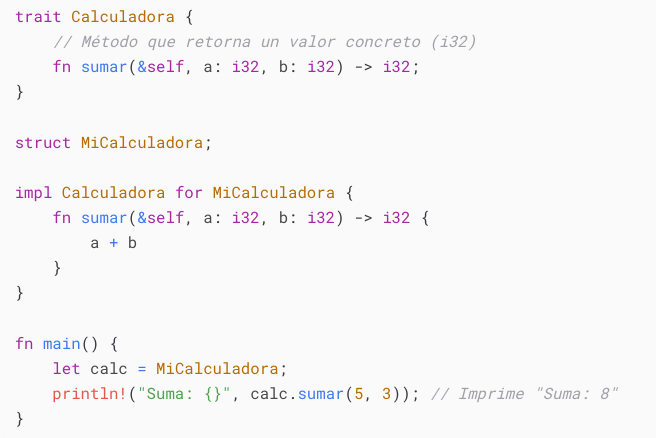 trait Calculadora {
    // Método que retorna un valor concreto (i32)
    fn sumar(&self, a: i32, b: i32) -> i32;
}

struct MiCalculadora;

impl Calculadora for MiCalculadora {
    fn sumar(&self, a: i32, b: i32) -> i32 {
        a + b
    }
}

fn main() {
    let calc = MiCalculadora;
    println!("Suma: {}", calc.sumar(5, 3)); // Imprime "Suma: 8"
}